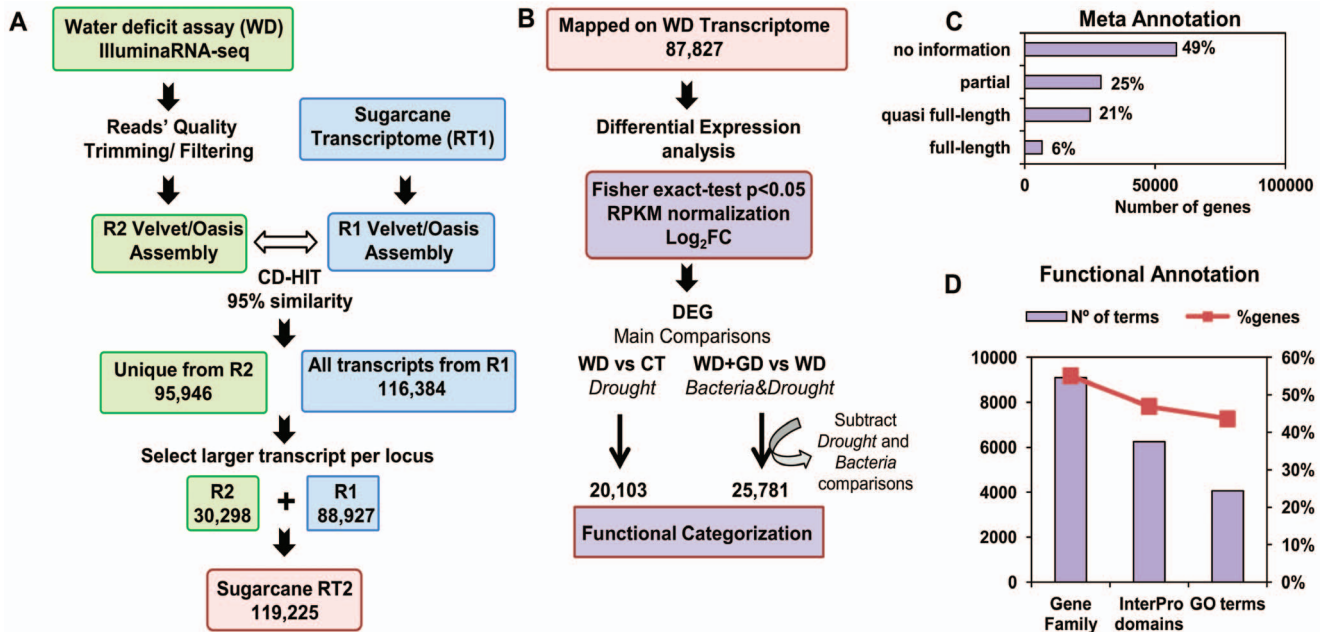 A
Water deficit assay (WD)
IlluminaRNA-seq
Reads' Quality
Trimming/ Filtering
Sugarcane
Transcriptome (RT1)
R2 Velvet/Oasis
Assembly
R1 Velvet/Oasis
Assembly
CD-HIT
95% similarity
Unique from R2
95,946
All transcripts from R1
116,384
Select larger transcript per locus
R2
30,298
+
R1
88,927
Sugarcane RT2
119,225
B
Mapped on WD Transcriptome
87,827
Differential Expression
analysis
Fisher exact-test p<0.05
RPKM normalization
Log₂FC
DEG
Main Comparisons
WD vs CT
Drought
WD+GD vs WD
Bacteria&Drought
Subtract
Drought and
Bacteria
comparisons
20,103
25,781
Functional Categorization
C
Meta Annotation
no information
49%
partial
25%
quasi full-length
21%
full-length
6%
0
50000
100000
Number of genes
D
Functional Annotation
Nº of terms
%genes
10000
8000
6000
4000
2000
0
60%
50%
40%
30%
20%
10%
0%
Gene
Family
InterPro
domains
GO terms